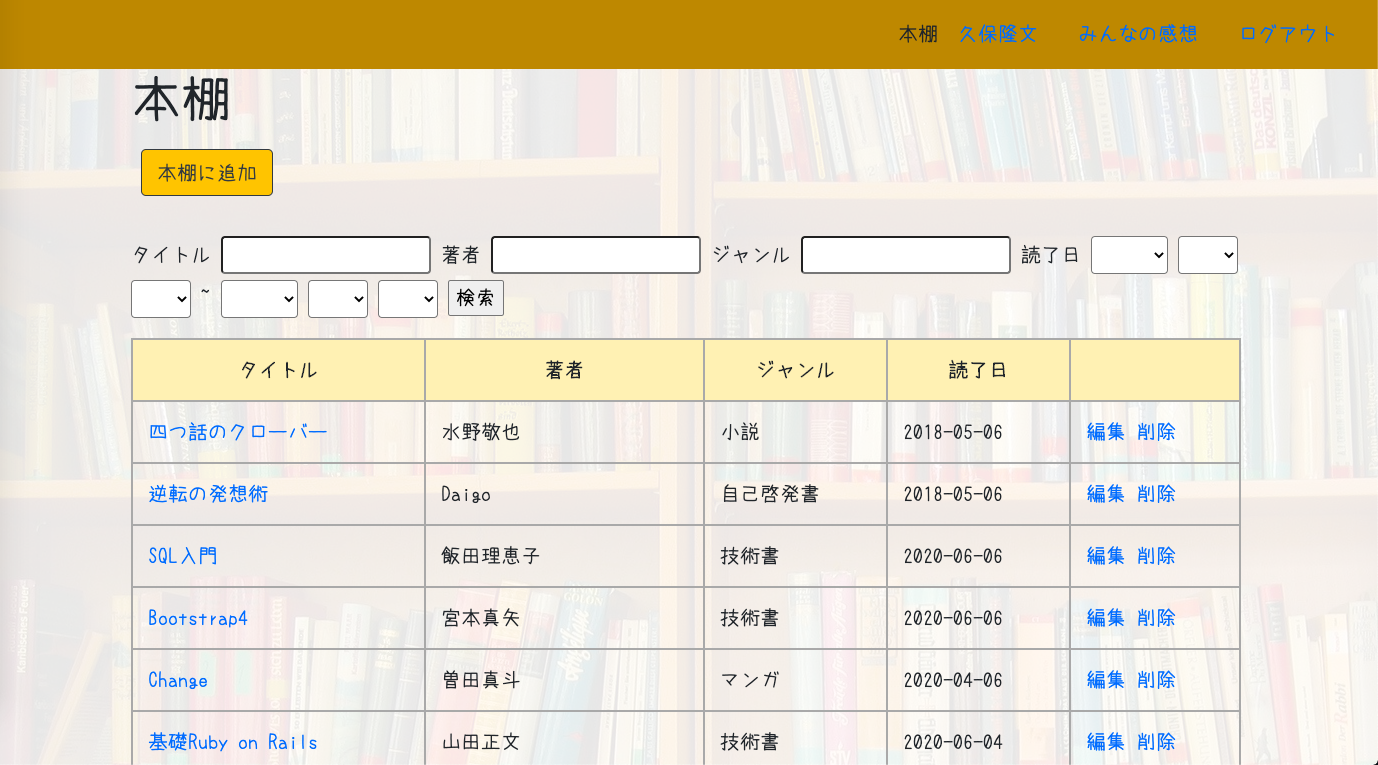 本棚 久保隆文 みんなの感想 ログアウト
本棚
本棚に追加
タイトル 著者 ジャンル 読了日
~ 検索
タイトル 著者 ジャンル 読了日
四つ話のクローバー 水野敬也 小説 2018-05-06 編集 削除
逆転の発想術 Daigo 自己啓発書 2018-05-06 編集 削除
SQL入門 飯田理恵子 技術書 2020-06-06 編集 削除
Bootstrap4 宮本真矢 技術書 2020-06-06 編集 削除
Change 曽田真斗 マンガ 2020-04-06 編集 削除
基礎Ruby on Rails 山田正文 技術書 2020-06-04 編集 削除